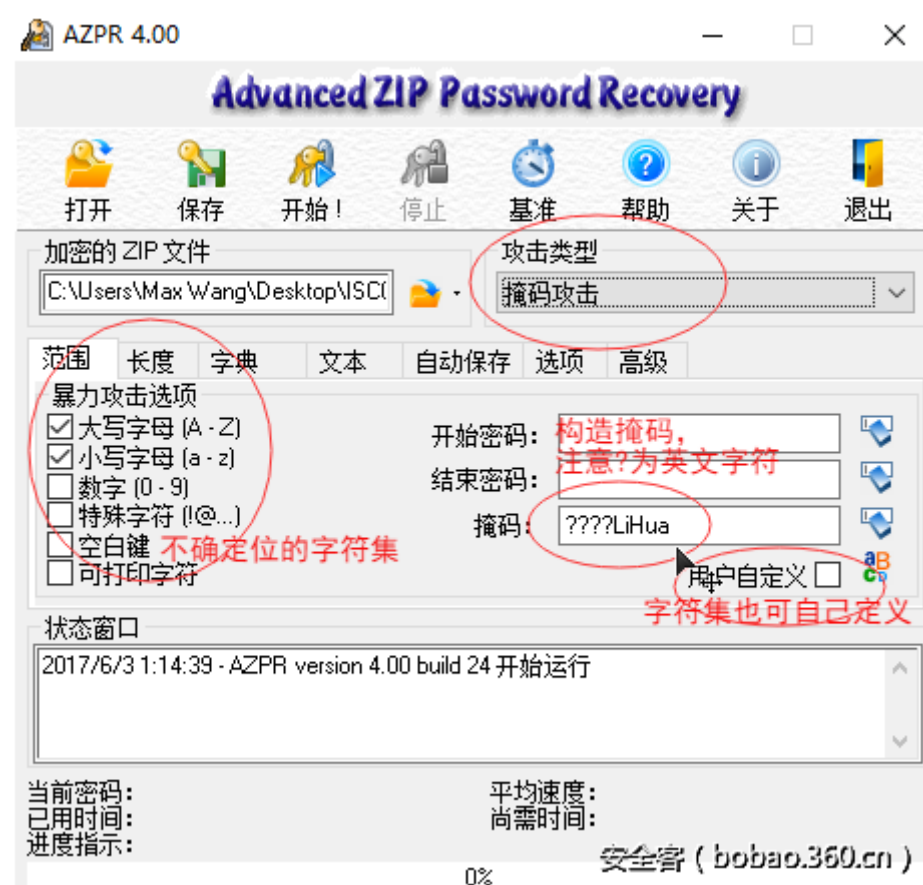 AZPR 4.00
Advanced ZIP Password Recovery
打开 保存 开始! 停止 基准 帮助 关于 退出
加密的 ZIP 文件 攻击类型
C:\Users\Max Wang\Desktop\ISC( 掩码攻击
范围 长度 字典 文本 自动保存 选项 高级
暴力攻击选项
大写字母 (A - Z)
小写字母 (a - z)
数字 (0 - 9)
特殊字符 (!@...)
空白键
可打印字符
不确定位的字符集
开始密码:
构造掩码,
注意?为英文字符
结束密码:
掩码: ????LiHua
用户自定义
字符集也可自己定义
状态窗口
2017/6/3 1:14:39 - AZPR version 4.00 build 24 开始运行
当前密码: 平均速度:
已用时间: 尚需时间:
进度指示:
0%
安全客 ( bobao.360.cn )